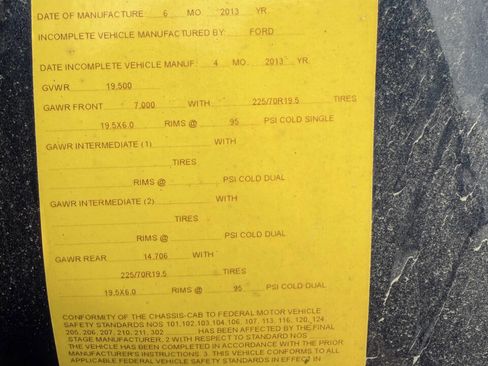 DATE OF MANUFACTURE 6 MO 2013 YR.
INCOMPLETE VEHICLE MANUFACTURED BY: FORD
DATE INCOMPLETE VEHICLE MANUF: 4 MO. 2013 YR.
GVWR 19,500
GAWR FRONT 7,000 WITH 225/70R19.5 TIRES
19.5X6.0 RIMS @ 95 PSI COLD SINGLE
GAWR INTERMEDIATE (1) WITH
TIRES
RIMS @ PSI COLD DUAL
GAWR INTERMEDIATE (2) WITH
TIRES
RIMS @ PSI COLD DUAL
GAWR REAR 14,706 WITH
225/70R19.5 TIRES
19.5X6.0 RIMS @ 95 PSI COLD DUAL
CONFORMITY OF THE CHASSIS-CAB TO FEDERAL MOTOR VEHICLE
SAFETY STANDARDS NOS 101,102,103,104,106, 107, 113, 116, 120, 124,
205, 206, 207, 210, 211, 302 HAS BEEN AFFECTED BY THE FINAL
STAGE MANUFACTURER. 2 WITH RESPECT TO STANDARD NOS
THE VEHICLE HAS BEEN COMPLETED IN ACCORDANCE WITH THE PRIOR
MANUFACTURER'S INSTRUCTIONS. 3. THIS VEHICLE CONFORMS TO ALL
APPLICABLE FEDERAL VEHICLE SAFETY STANDARDS IN EFFECT IN